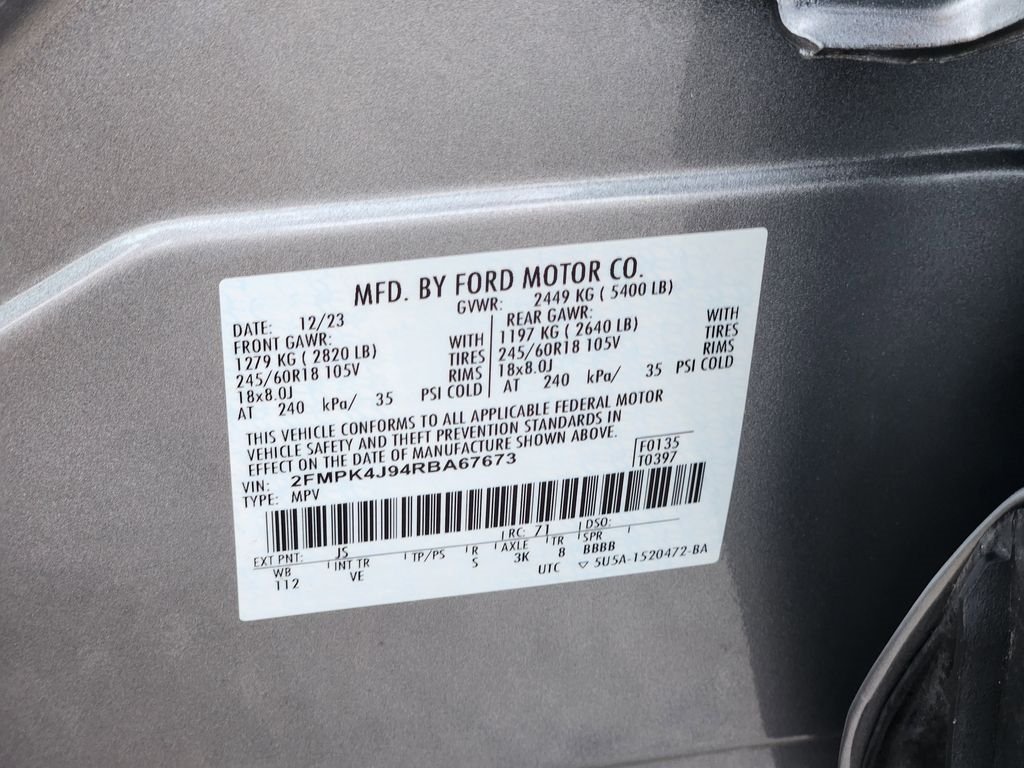 MFD. BY FORD MOTOR CO.
DATE: 12/23 GVWR: 2449 KG ( 5400 LB)
FRONT GAWR: REAR GAWR:
1279 KG ( 2820 LB) WITH 1197 KG ( 2640 LB) WITH
245/60R18 105V TIRES 245/60R18 105V TIRES
18x8.0J RIMS 18x8.0J RIMS
AT 240 kPa/ 35 PSI COLD AT 240 kPa/ 35 PSI COLD
THIS VEHICLE CONFORMS TO ALL APPLICABLE FEDERAL MOTOR
VEHICLE SAFETY AND THEFT PREVENTION STANDARDS IN
EFFECT ON THE DATE OF MANUFACTURE SHOWN ABOVE.
VIN: 2FMPK4J94RBA67673 F0135
TYPE: MPV T0397
EXT PNT: JS RC: 71 DSO:
WB INT TR TP/PS R AXLE TR SPR
1T2 VE S 3K 8 BBBB
UTC ▽ 5U5A-1520472-BA